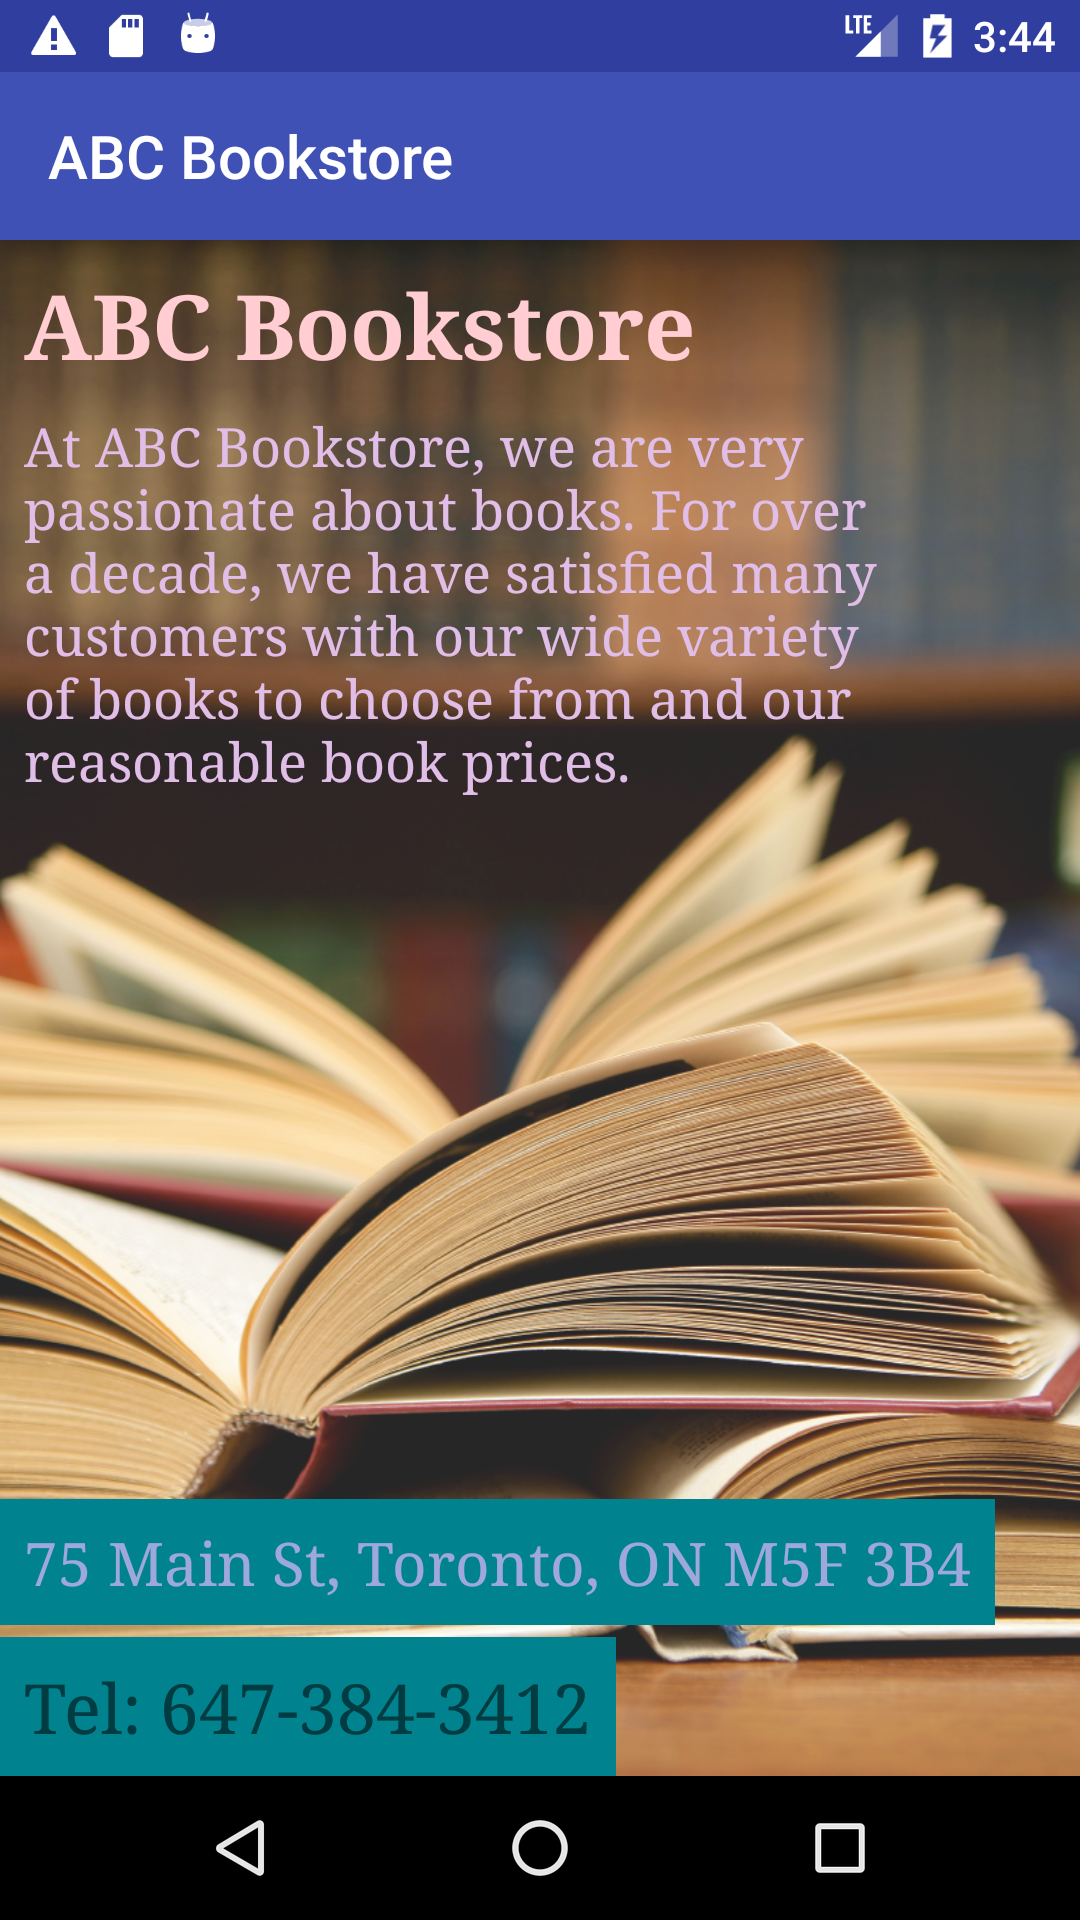 LTE 3:44
ABC Bookstore
ABC Bookstore
At ABC Bookstore, we are very
passionate about books. For over
a decade, we have satisfied many
customers with our wide variety
of books to choose from and our
reasonable book prices.
75 Main St, Toronto, ON M5F 3B4
Tel: 647-384-3412